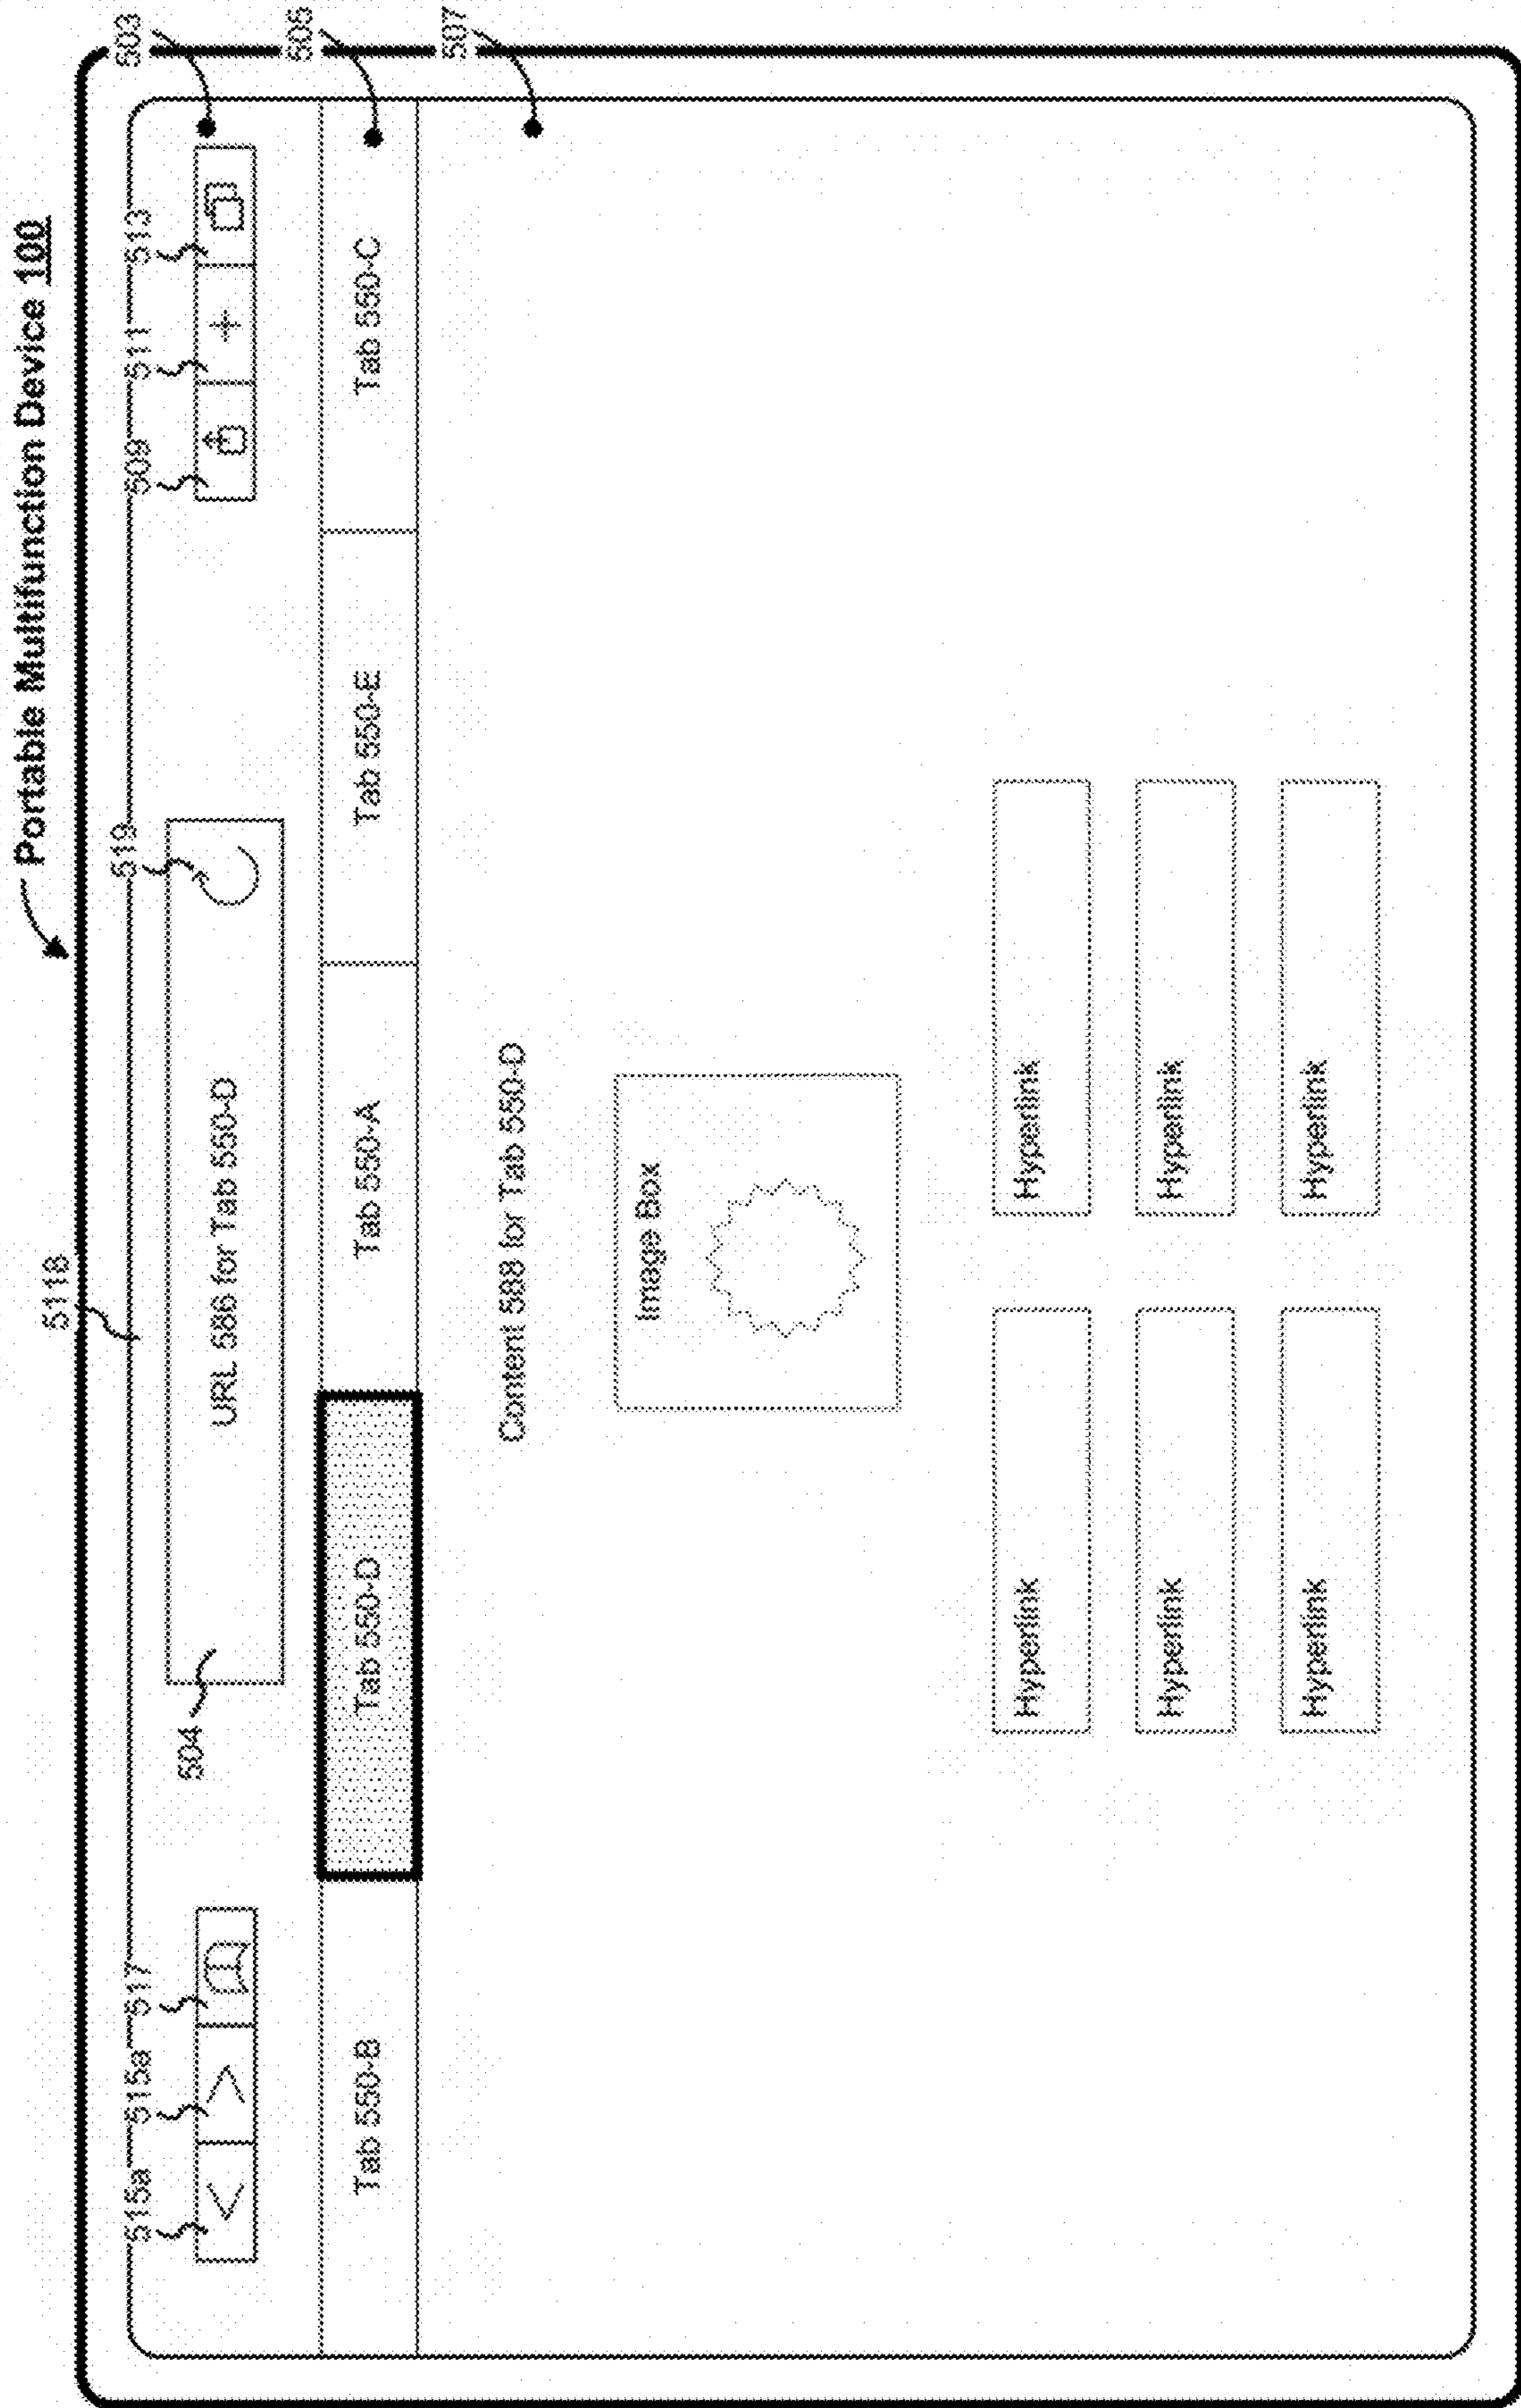 Portable Multifunction Device 100
5118
515a
515a
517
519
509
511
513
503
504
URL 586 for Tab 550-D
505
Tab 550-B
Tab 550-D
Tab 550-A
Tab 550-E
Tab 550-C
507
Content 588 for Tab 550-D
Image Box
Hyperlink
Hyperlink
Hyperlink
Hyperlink
Hyperlink
Hyperlink